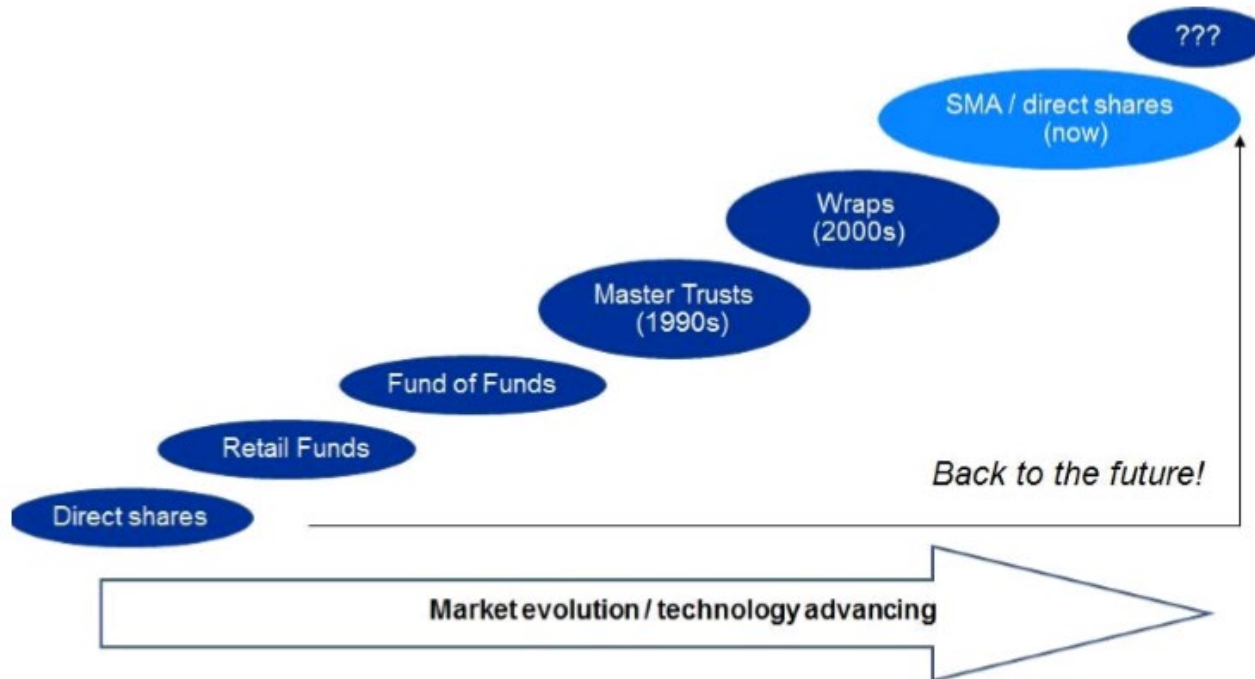 ???
SMA / direct shares
(now)
Wraps
(2000s)
Master Trusts
(1990s)
Fund of Funds
Retail Funds
Back to the future!
Direct shares
Market evolution / technology advancing